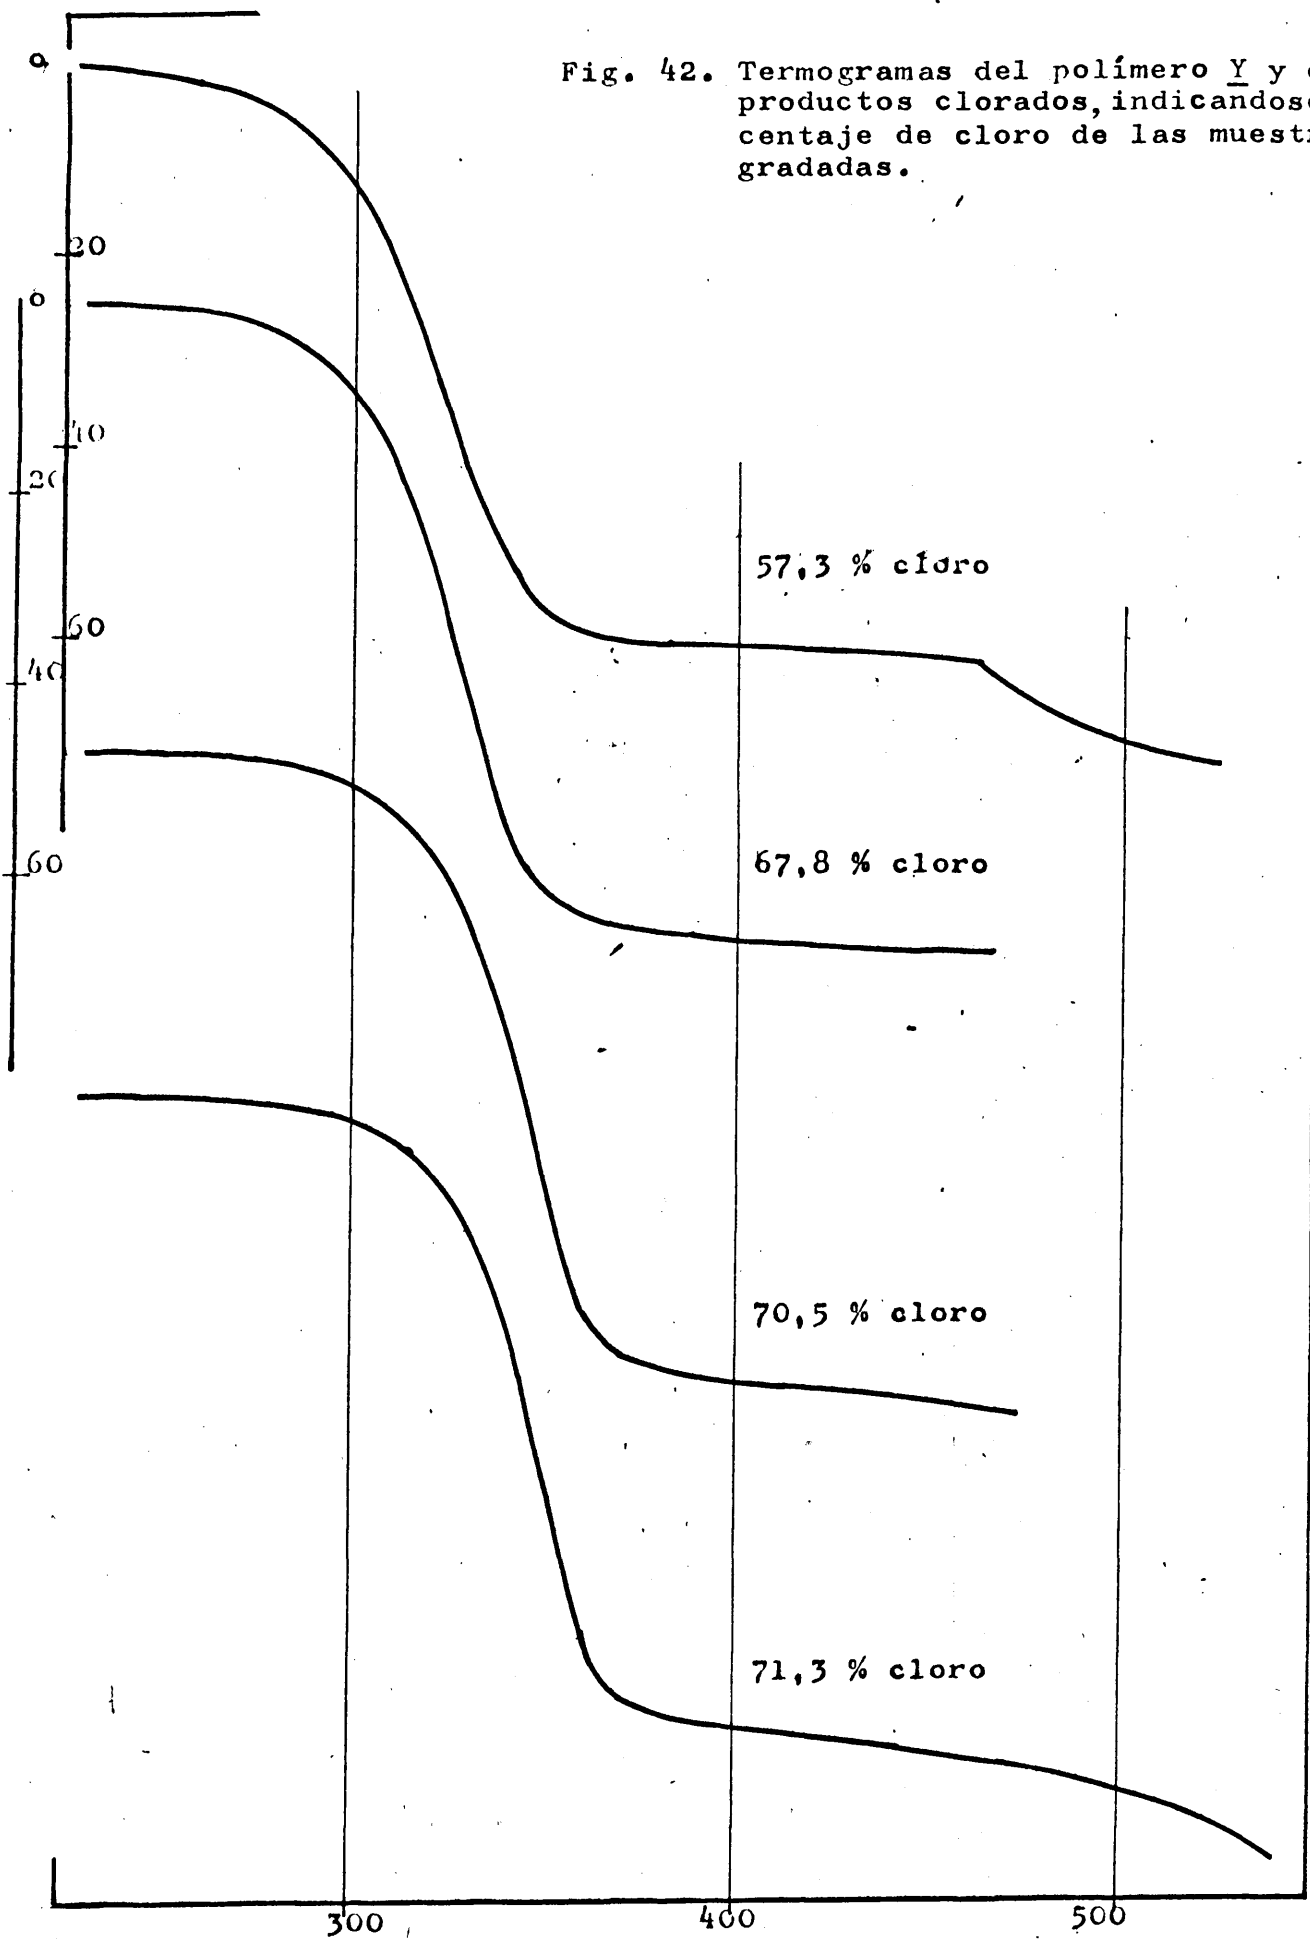 Fig. 42. Termogramas del polímero Y y
productos clorados, indicandos
centaje de cloro de las muest
gradadas.
0
20
0
40
20
57,3 % cloro
60
40
67,8 % cloro
60
70,5 % cloro
71,3 % cloro
300
400
500